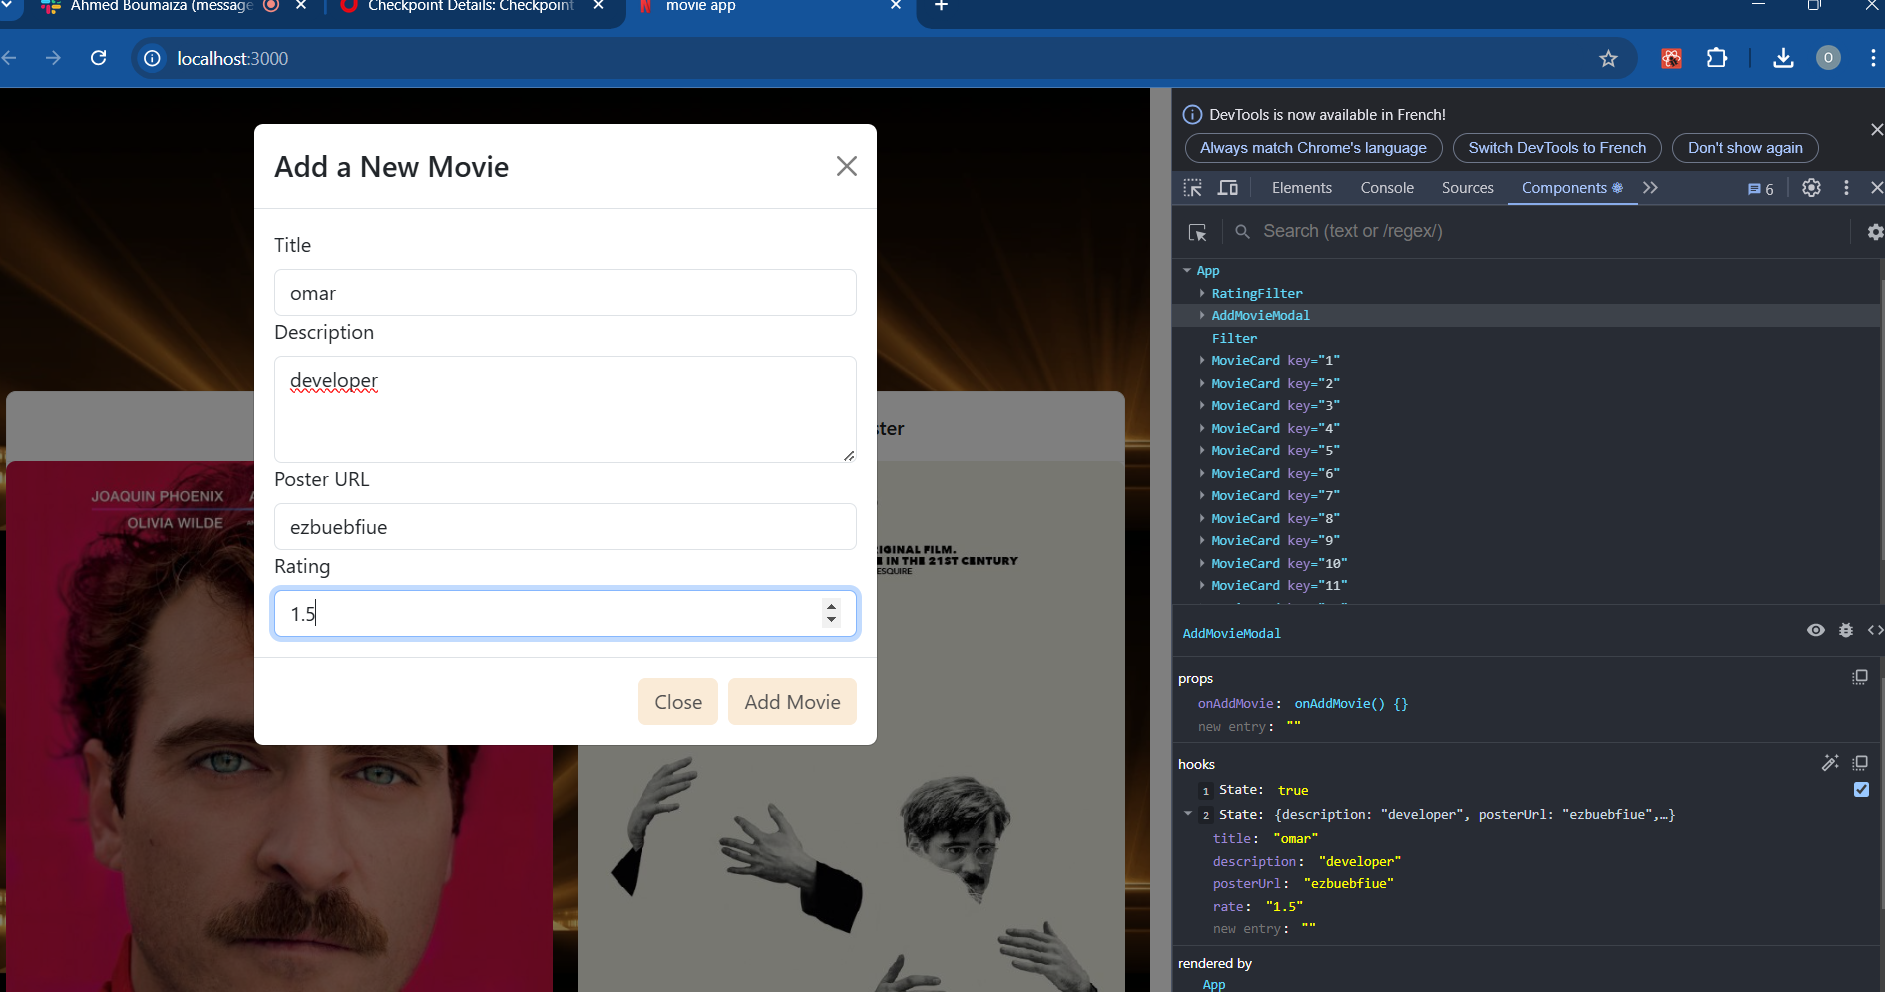 Ahmed Boumaiza (message
Checkpoint Details: Checkpoint
movie app
localhost:3000
O
Add a New Movie
Title
omar
Description
developer
Poster URL
ezbuebfiue
Rating
1.5
Close
Add Movie
ster
JOAQUIN PHOENIX
OLIVIA WILDE
IGINAL FILM.
E IN THE 21ST CENTURY
ESQUIRE
DevTools is now available in French!
Always match Chrome's language
Switch DevTools to French
Don't show again
Elements
Console
Sources
Components
6
Search (text or /regex/)
App
RatingFilter
AddMovieModal
Filter
MovieCard key="1"
MovieCard key="2"
MovieCard key="3"
MovieCard key="4"
MovieCard key="5"
MovieCard key="6"
MovieCard key="7"
MovieCard key="8"
MovieCard key="9"
MovieCard key="10"
MovieCard key="11"
AddMovieModal
props
onAddMovie: onAddMovie() {}
new entry: ""
hooks
1 State: true
2 State: {description: "developer", posterUrl: "ezbuebfiue",…}
title: "omar"
description: "developer"
posterUrl: "ezbuebfiue"
rate: "1.5"
new entry: ""
rendered by
App